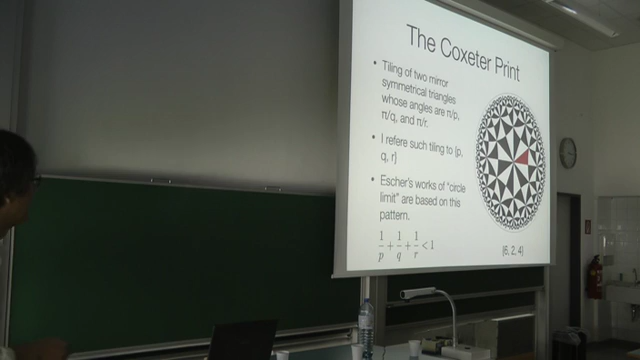 The Coxeter Print
• Tiling of two mirror
symmetrical triangles
whose angles are π/p,
π/q, and π/r.
• I refere such tiling to {p,
q, r}
• Escher's works of "circle
limit" are based on this
pattern.
1/p + 1/q + 1/r < 1
{6, 2, 4}